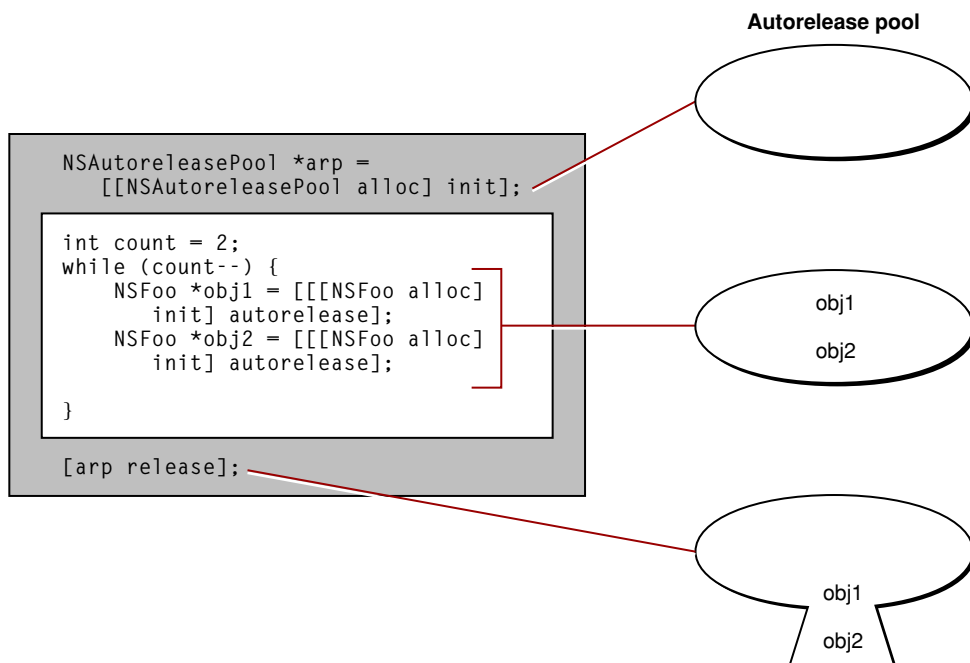 Autorelease pool
NSAutoreleasePool *arp =
[[NSAutoreleasePool alloc] init];
int count = 2;
while (count--) {
NSFoo *obj1 = [[[NSFoo alloc]
init] autorelease];
NSFoo *obj2 = [[[NSFoo alloc]
init] autorelease];
}
[arp release];
obj1
obj2
obj1
obj2